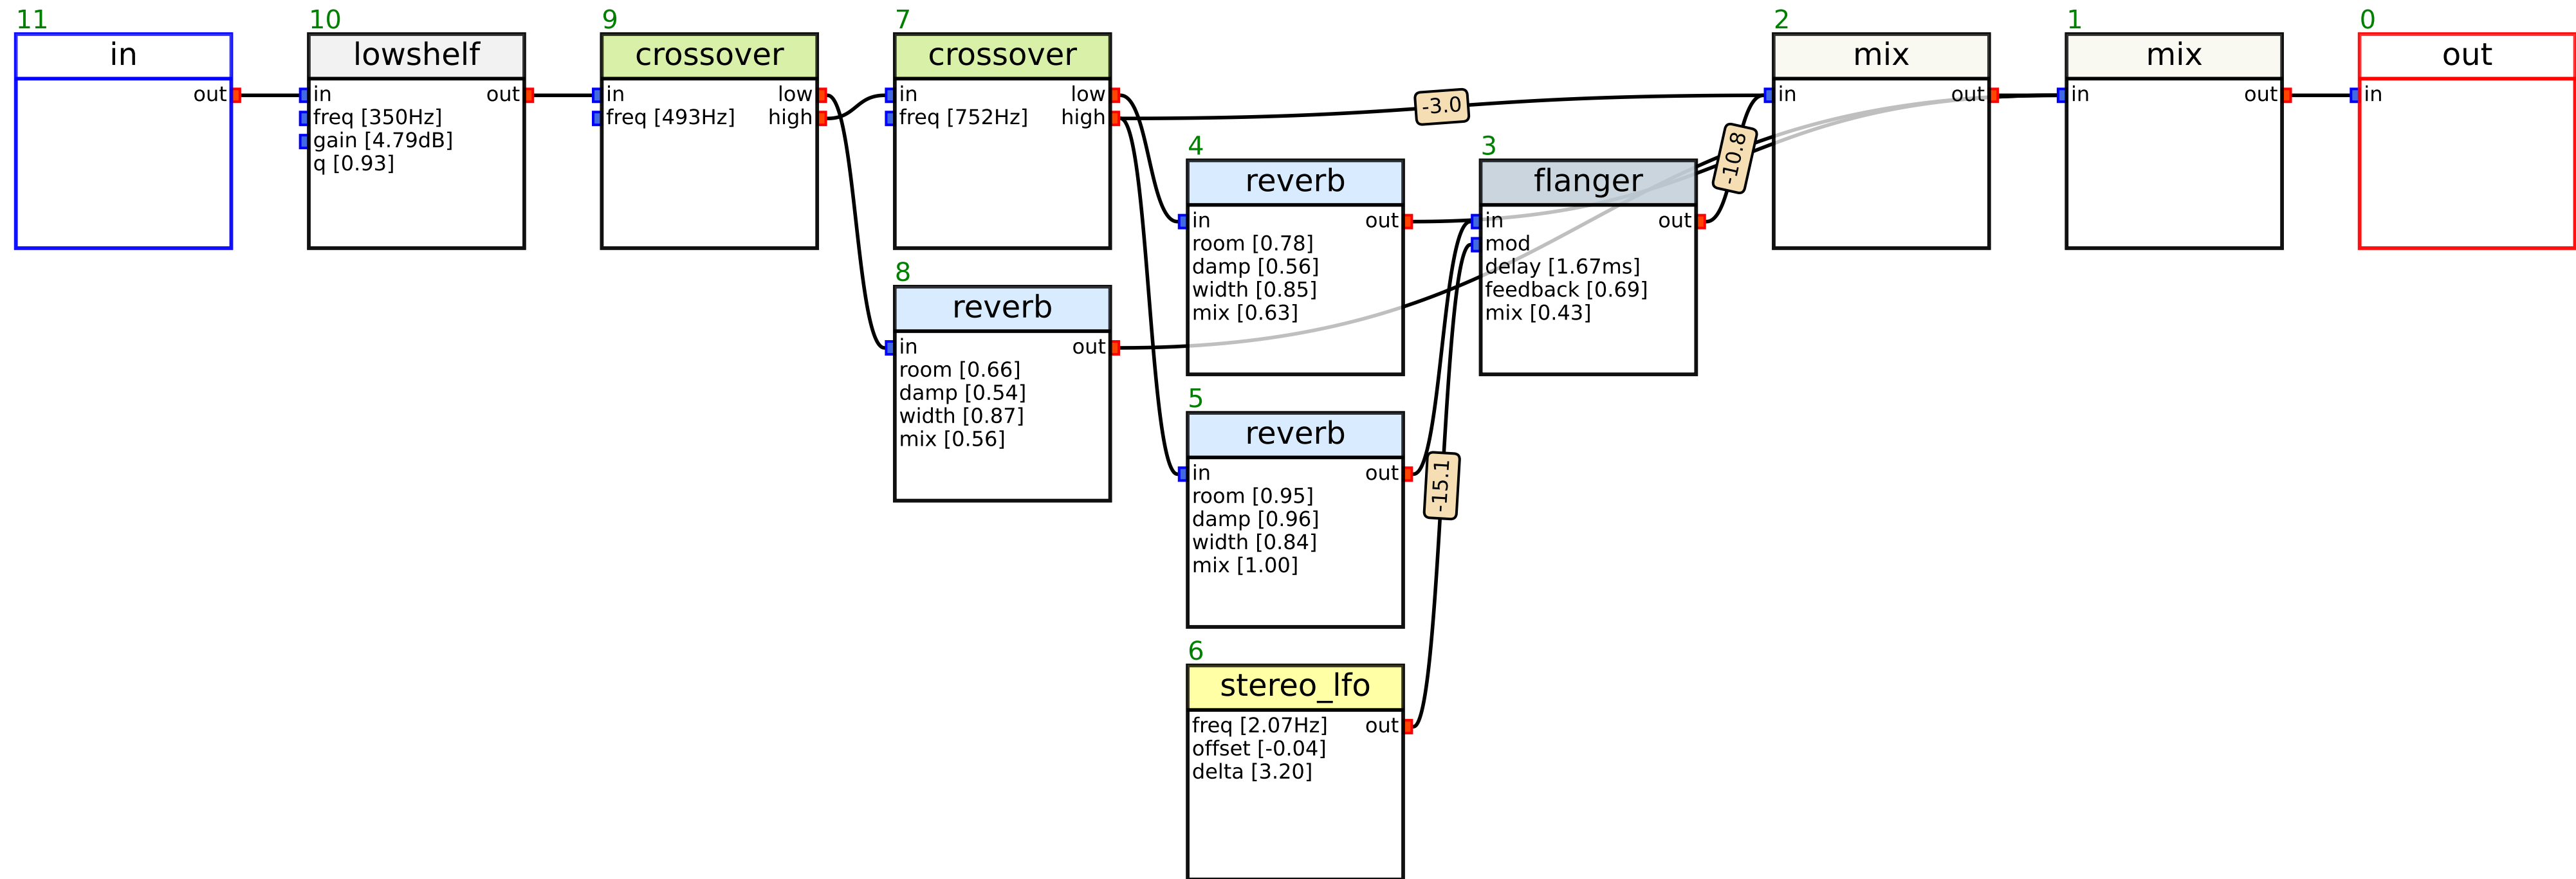 11
in
out
10
lowshelf
in out
freq [350Hz]
gain [4.79dB]
q [0.93]
9
crossover
in low
freq [493Hz] high
7
crossover
in low
freq [752Hz] high
8
reverb
in out
room [0.66]
damp [0.54]
width [0.87]
mix [0.56]
4
reverb
in out
room [0.78]
damp [0.56]
width [0.85]
mix [0.63]
5
reverb
in out
room [0.95]
damp [0.96]
width [0.84]
mix [1.00]
6
stereo_lfo
freq [2.07Hz] out
offset [-0.04]
delta [3.20]
-3.0
-15.1
3
flanger
in out
mod
delay [1.67ms]
feedback [0.69]
mix [0.43]
-10.8
2
mix
in out
1
mix
in out
0
out
in